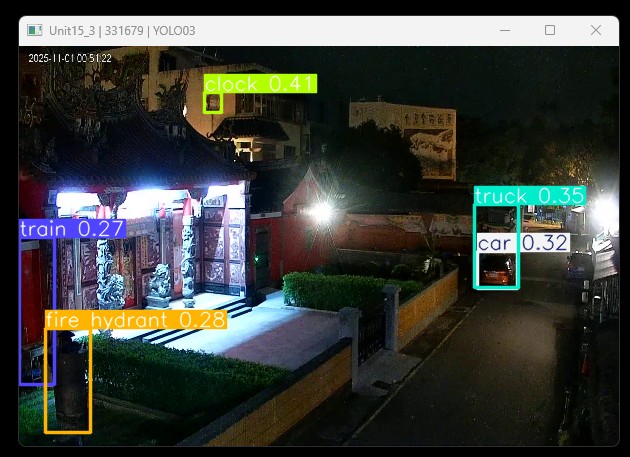 Unit15_3 | 331679 | YOLO03
2025-11-01 00:51:22
clock 0.41
truck 0.35
train 0.27
car 0.32
fire hydrant 0.28